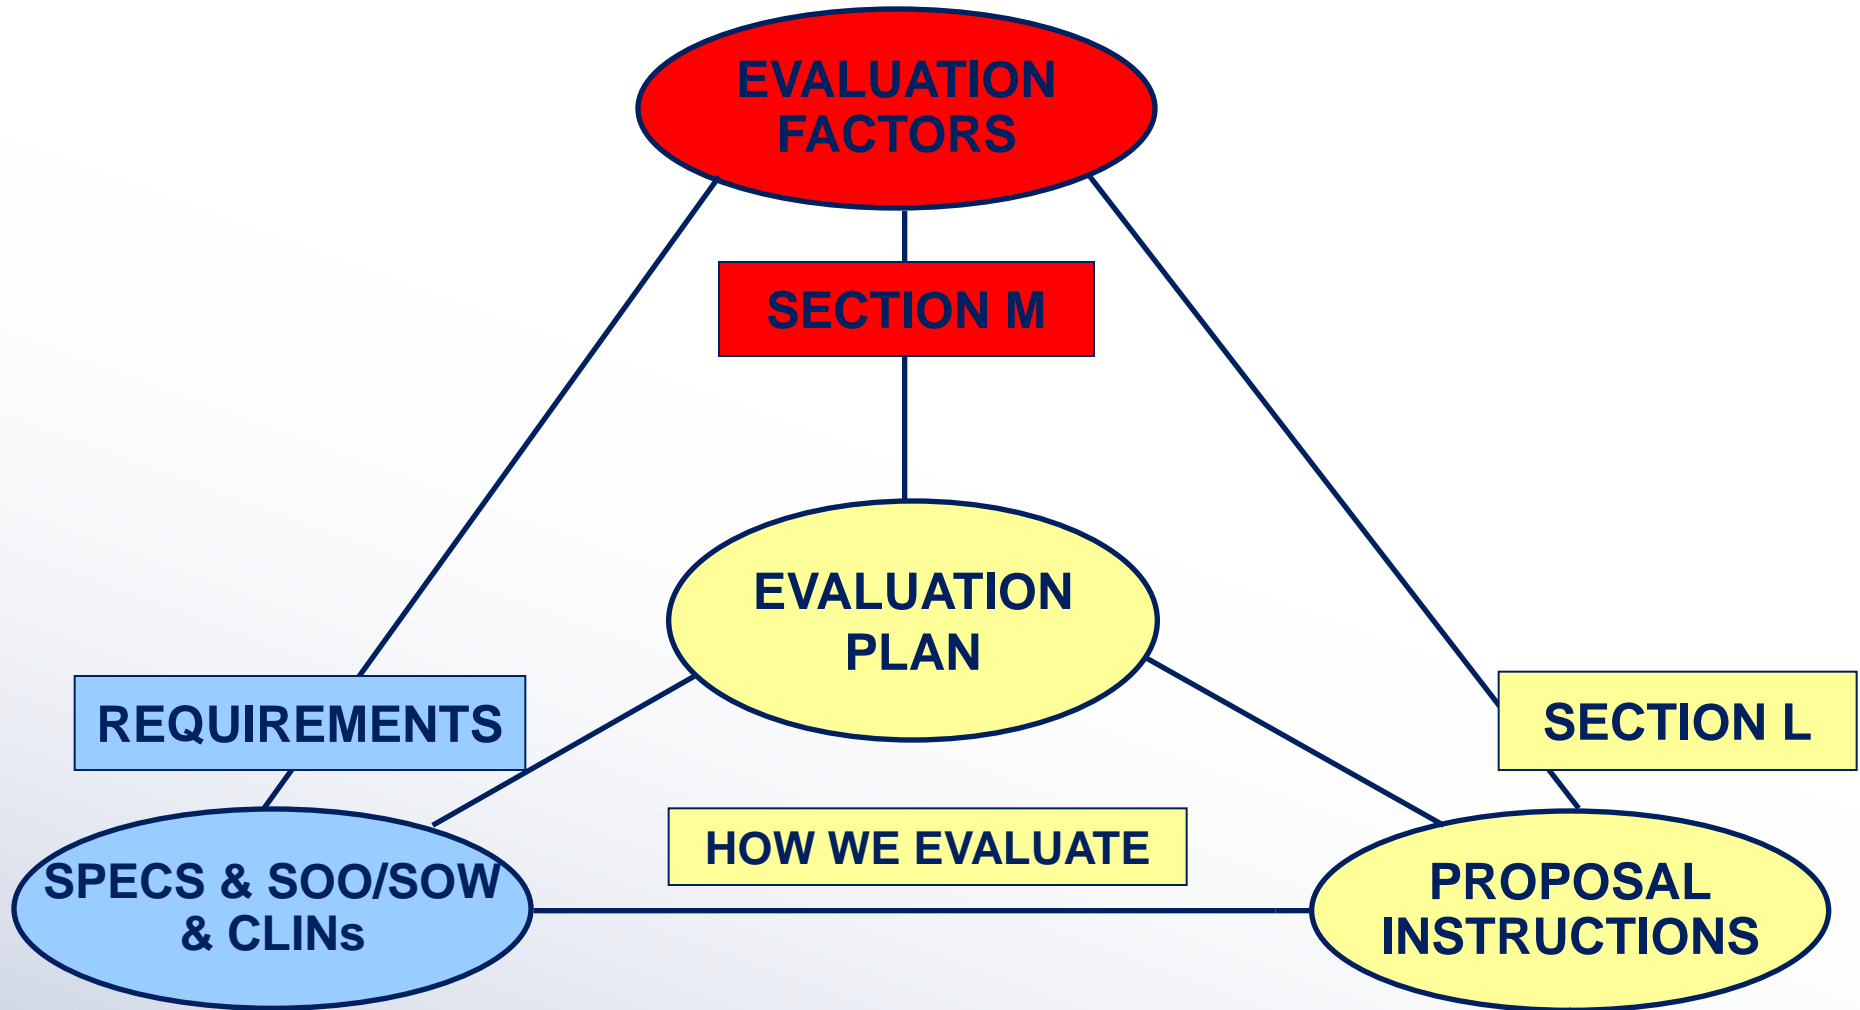 EVALUATION
FACTORS
SECTION M
EVALUATION
PLAN
REQUIREMENTS
SECTION L
HOW WE EVALUATE
SPECS & SOO/SOW
& CLINs
PROPOSAL
INSTRUCTIONS